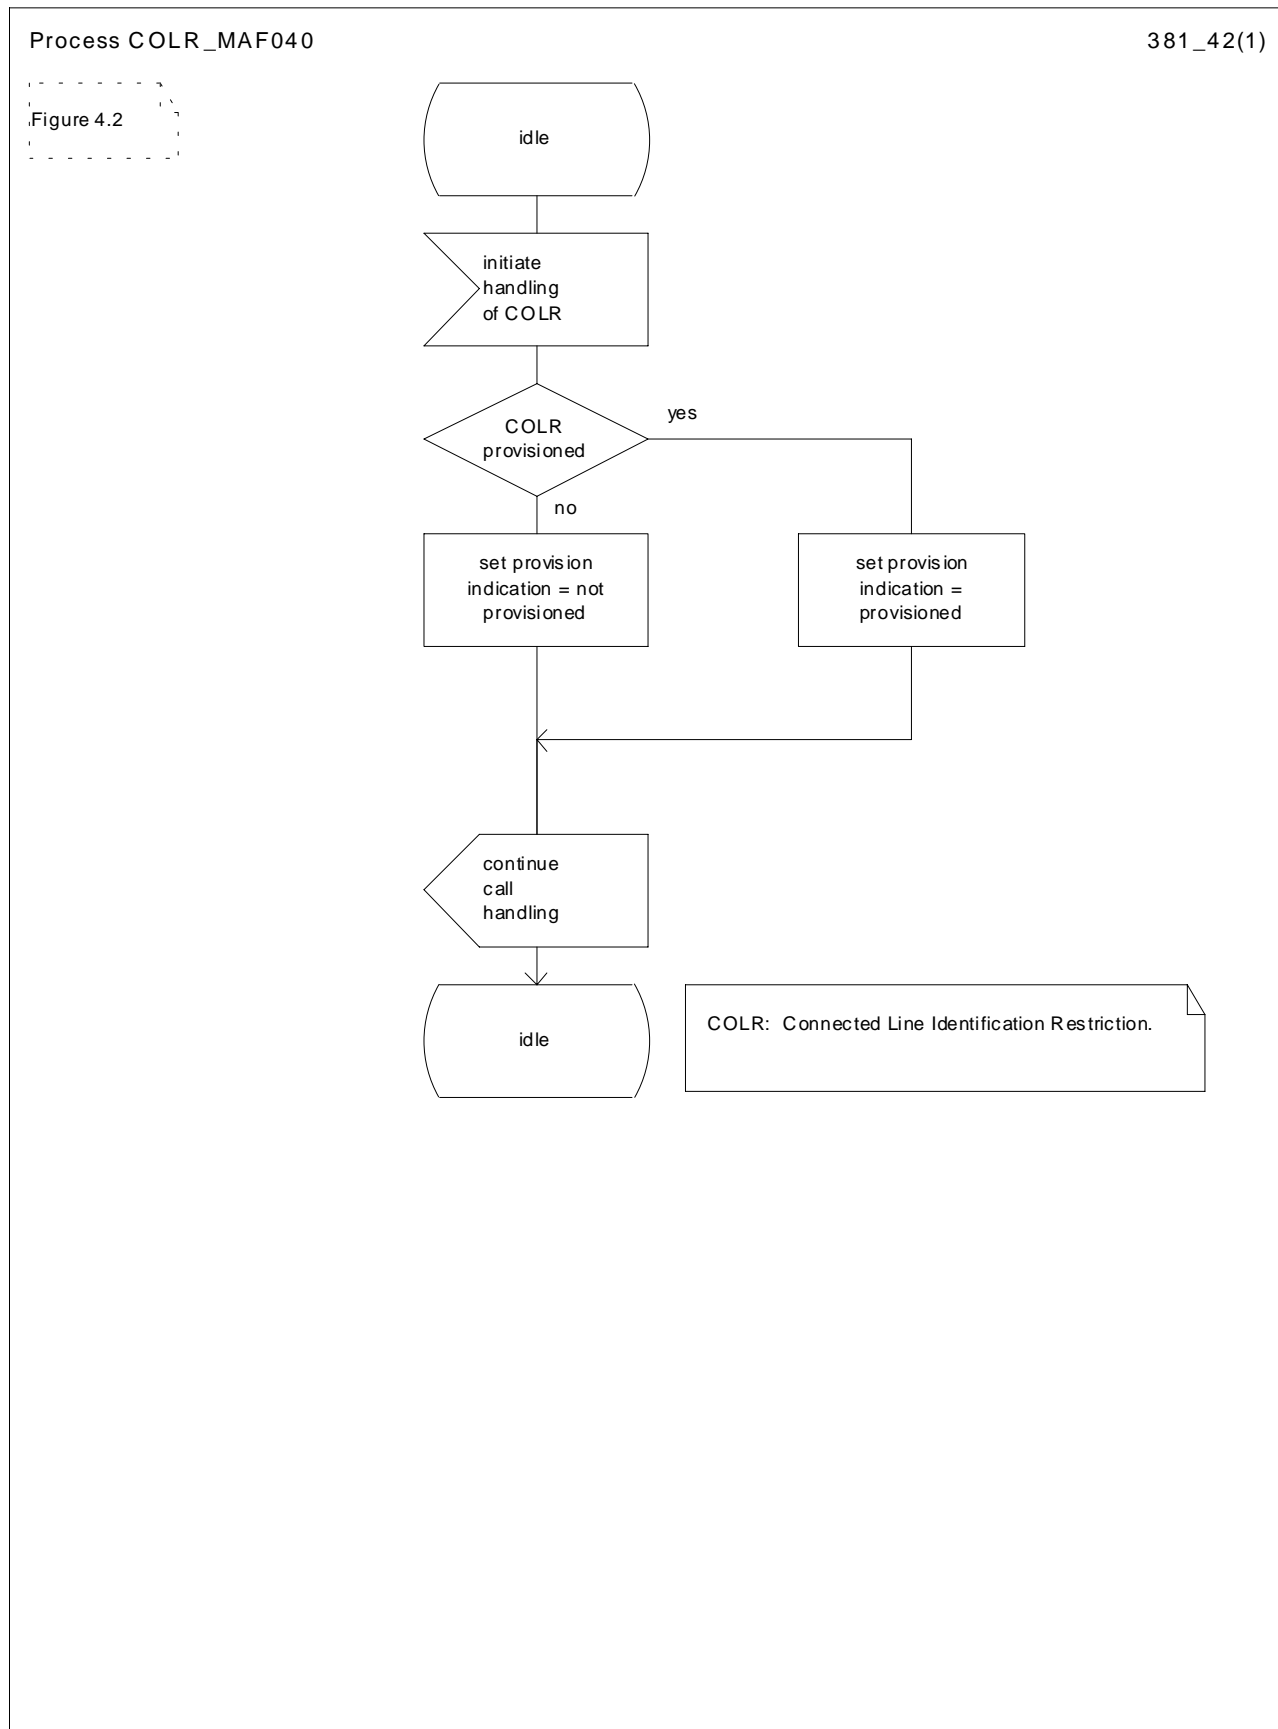 Process COLR_MAF040
381_42(1)
Figure 4.2
idle
initiate
handling
of COLR
COLR
provisioned
yes
no
set provision
indication = not
provisioned
set provision
indication =
provisioned
continue
call
handling
idle
COLR: Connected Line Identification Restriction.